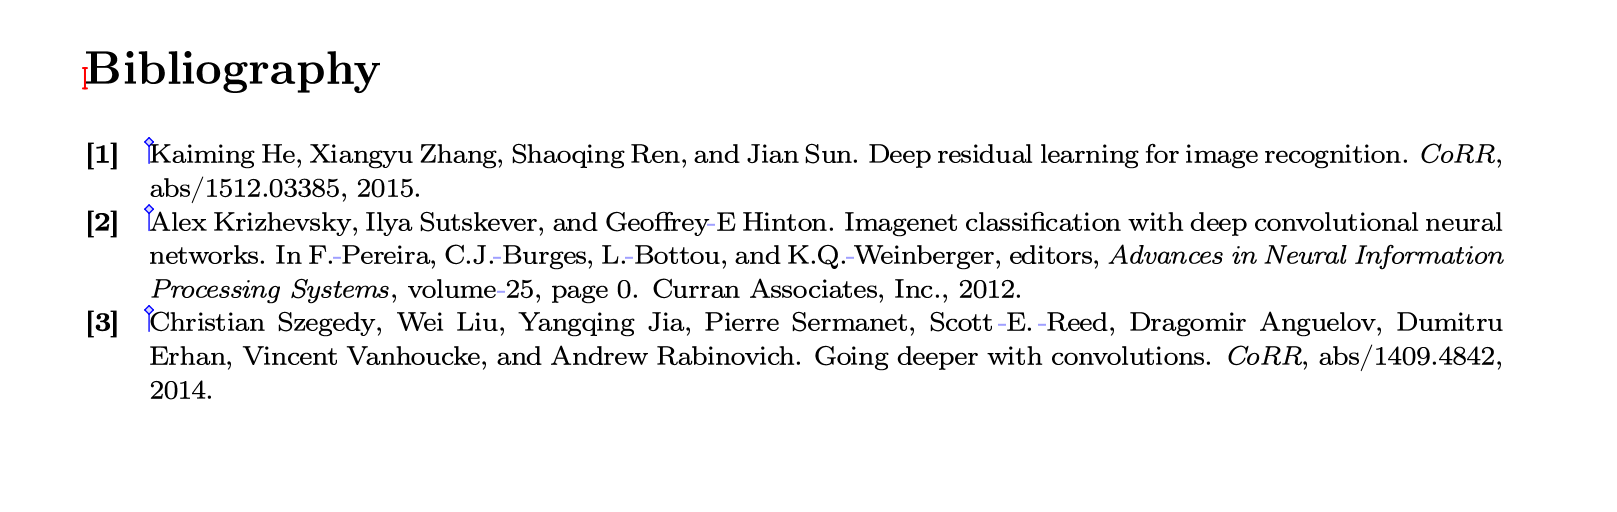 Bibliography
[1] Kaiming He, Xiangyu Zhang, Shaoqing Ren, and Jian Sun. Deep residual learning for image recognition. CoRR,
abs/1512.03385, 2015.
[2] Alex Krizhevsky, Ilya Sutskever, and Geoffrey-E Hinton. Imagenet classification with deep convolutional neural
networks. In F.-Pereira, C.J.-Burges, L.-Bottou, and K.Q.-Weinberger, editors, Advances in Neural Information
Processing Systems, volume-25, page 0. Curran Associates, Inc., 2012.
[3] Christian Szegedy, Wei Liu, Yangqing Jia, Pierre Sermanet, Scott-E.-Reed, Dragomir Anguelov, Dumitru
Erhan, Vincent Vanhoucke, and Andrew Rabinovich. Going deeper with convolutions. CoRR, abs/1409.4842,
2014.